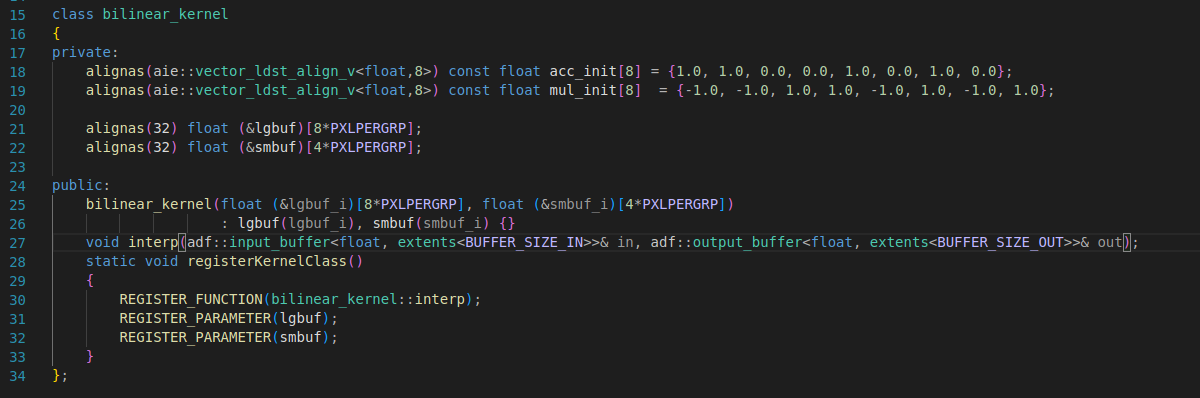 15 class bilinear_kernel
16 {
17 private:
18     alignas(aie::vector_ldst_align_v<float,8>) const float acc_init[8] = {1.0, 1.0, 0.0, 0.0, 1.0, 0.0, 1.0, 0.0};
19     alignas(aie::vector_ldst_align_v<float,8>) const float mul_init[8]  = {-1.0, -1.0, 1.0, 1.0, -1.0, 1.0, -1.0, 1.0};
20
21     alignas(32) float (&lgbuf)[8*PXLPERGRP];
22     alignas(32) float (&smbuf)[4*PXLPERGRP];
23
24 public:
25     bilinear_kernel(float (&lgbuf_i)[8*PXLPERGRP], float (&smbuf_i)[4*PXLPERGRP])
26                     : lgbuf(lgbuf_i), smbuf(smbuf_i) {}
27     void interp(adf::input_buffer<float, extents<BUFFER_SIZE_IN>>& in, adf::output_buffer<float, extents<BUFFER_SIZE_OUT>>& out);
28     static void registerKernelClass()
29     {
30         REGISTER_FUNCTION(bilinear_kernel::interp);
31         REGISTER_PARAMETER(lgbuf);
32         REGISTER_PARAMETER(smbuf);
33     }
34 };